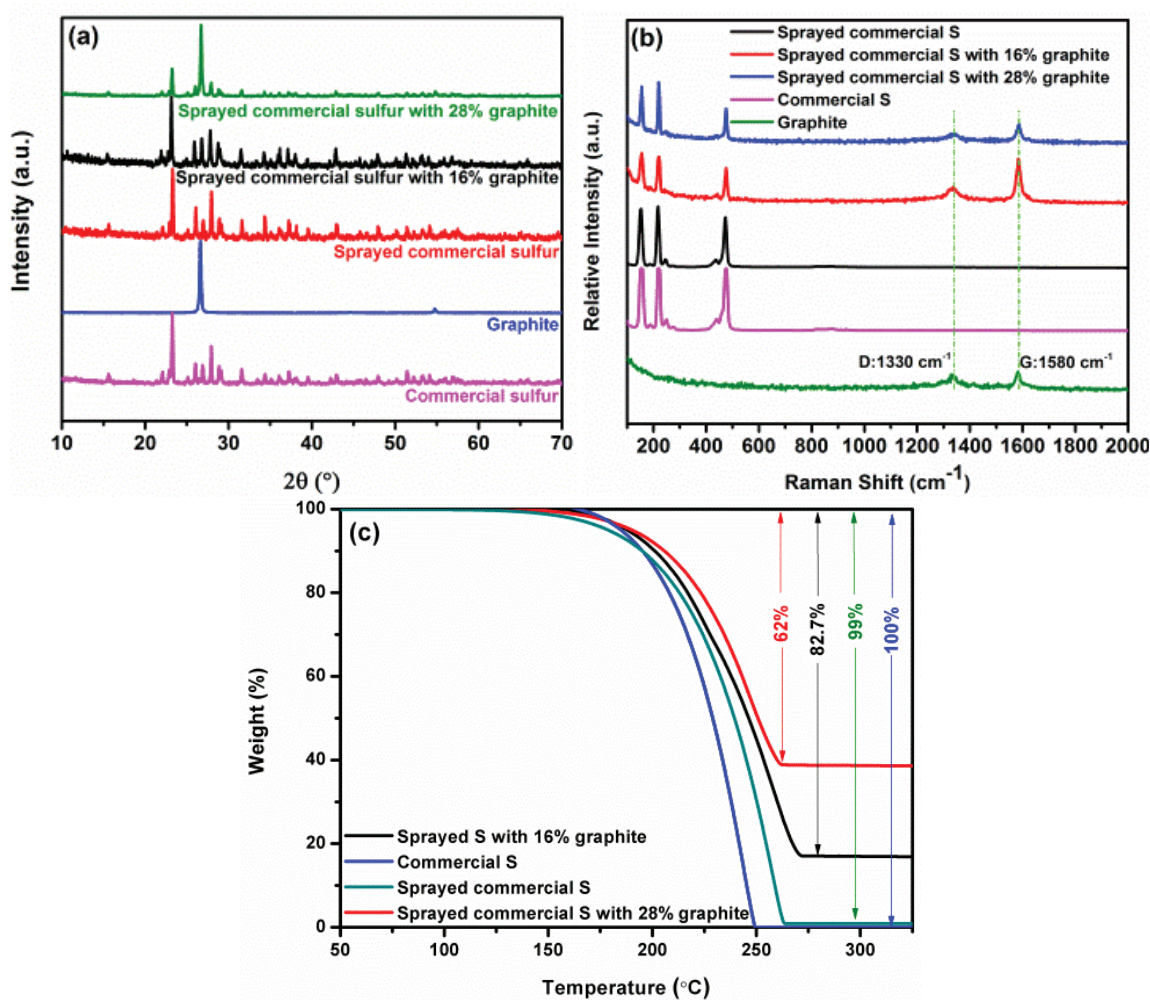 (a)
Sprayed commercial sulfur with 28% graphite
Sprayed commercial sulfur with 16% graphite
Sprayed commercial sulfur
Graphite
Commercial sulfur
Intensity (a.u.)
10 20 30 40 50 60 70
2θ (°)
(b)
Sprayed commercial S
Sprayed commercial S with 16% graphite
Sprayed commercial S with 28% graphite
Commercial S
Graphite
D:1330 cm⁻¹
G:1580 cm⁻¹
Relative Intensity (a.u.)
200 400 600 800 1000 1200 1400 1600 1800 2000
Raman Shift (cm⁻¹)
(c)
100
80
60
40
20
0
Weight (%)
62%
82.7%
99%
100%
Sprayed S with 16% graphite
Commercial S
Sprayed commercial S
Sprayed commercial S with 28% graphite
50 100 150 200 250 300
Temperature (°C)